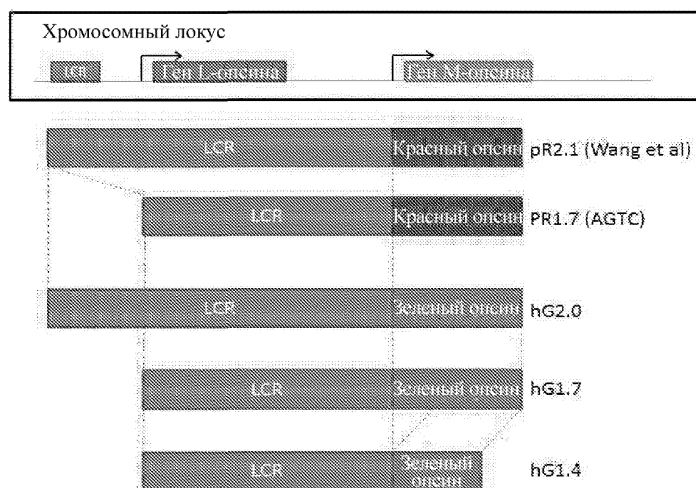 Хромосомный локус
LCR Ген L-опсина Ген M-опсина
LCR Красный опсин pR2.1 (Wang et al)
LCR Красный опсин PR1.7 (AGTC)
LCR Зеленый опсин hG2.0
LCR Зеленый опсин hG1.7
LCR Зеленый опсин hG1.4